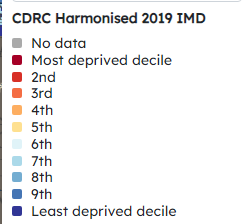 CDRC Harmonised 2019 IMD
No data
Most deprived decile
2nd
3rd
4th
5th
6th
7th
8th
9th
Least deprived decile